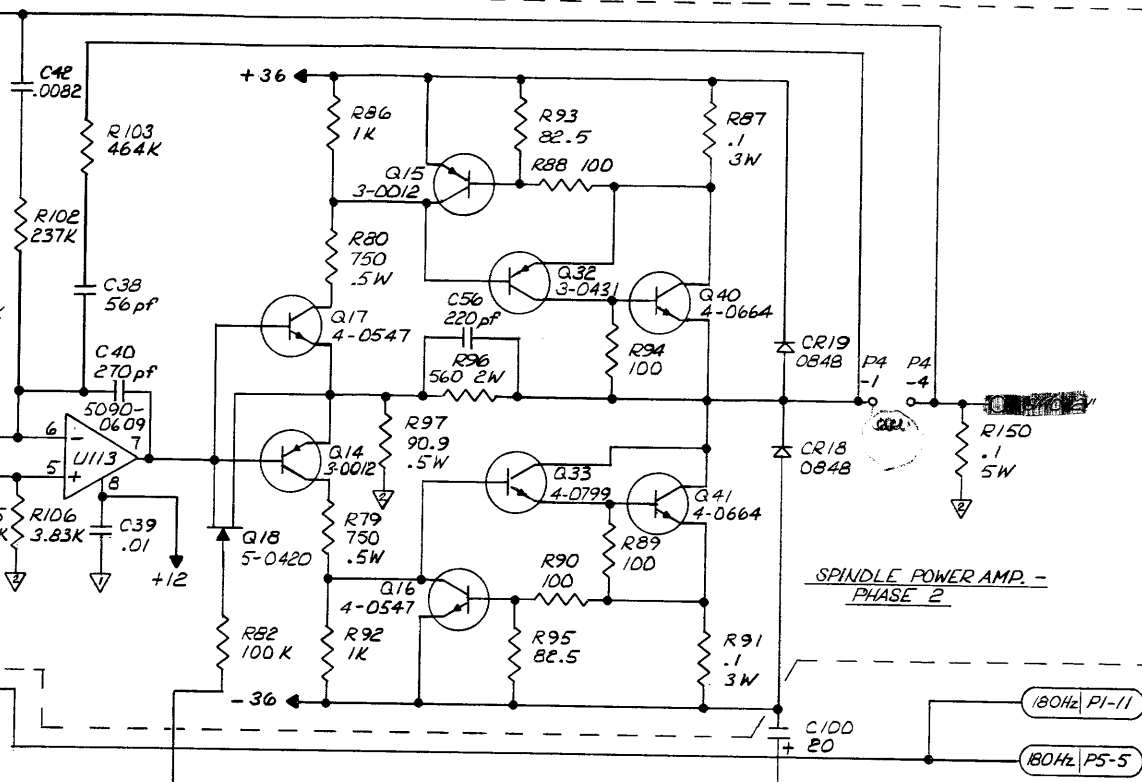 C42
.0082
R103
464K
R102
237K
C38
56pf
C40
270pf
5090-
0609
6
-
7
5
+
U113
8
R106
3.83K
C39
.01
+12
2
1
+36
R86
1K
Q15
3-0012
R93
82.5
R88 100
R87
.1
3W
R80
750
.5W
Q17
4-0547
Q32
3-0431
Q40
4-0664
C56
220pf
R96
560 2W
R94
100
CR19
0848
P4
-1
P4
-4
R97
90.9
.5W
2
Q14
3-0012
Q33
4-0799
Q41
4-0664
CR18
0848
R150
.1
5W
2
Q18
5-0420
R79
750
.5W
R89
100
R90
100
Q16
4-0547
SPINDLE POWER AMP. -
PHASE 2
R82
100K
R92
1K
R95
82.5
R91
.1
3W
-36
C100
+ 20
180Hz P1-11
180Hz P5-5